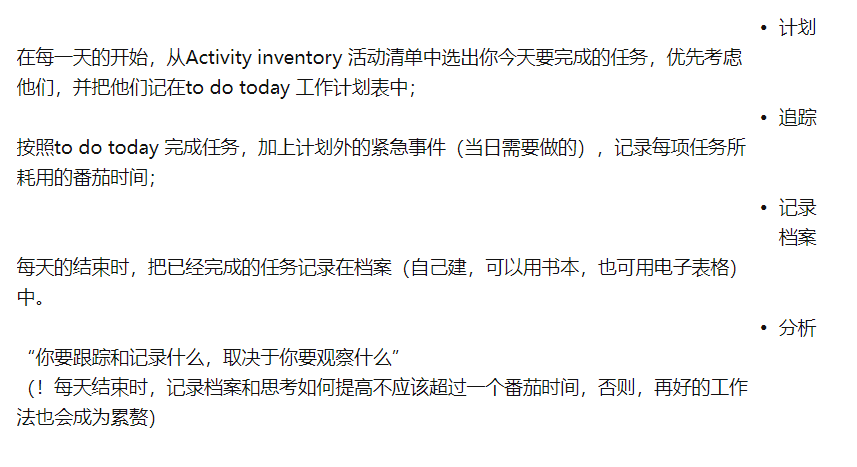 • 计划
在每一天的开始，从Activity inventory 活动清单中选出你今天要完成的任务，优先考虑
他们，并把他们记在to do today 工作计划表中；
• 追踪
按照to do today 完成任务，加上计划外的紧急事件（当日需要做的），记录每项任务所
耗用的番茄时间；
• 记录
档案
每天的结束时，把已经完成的任务记录在档案（自己建，可以用书本，也可用电子表格）
中。
• 分析
“你要跟踪和记录什么，取决于你要观察什么”
（！每天结束时，记录档案和思考如何提高不应该超过一个番茄时间，否则，再好的工作
法也会成为累赘）